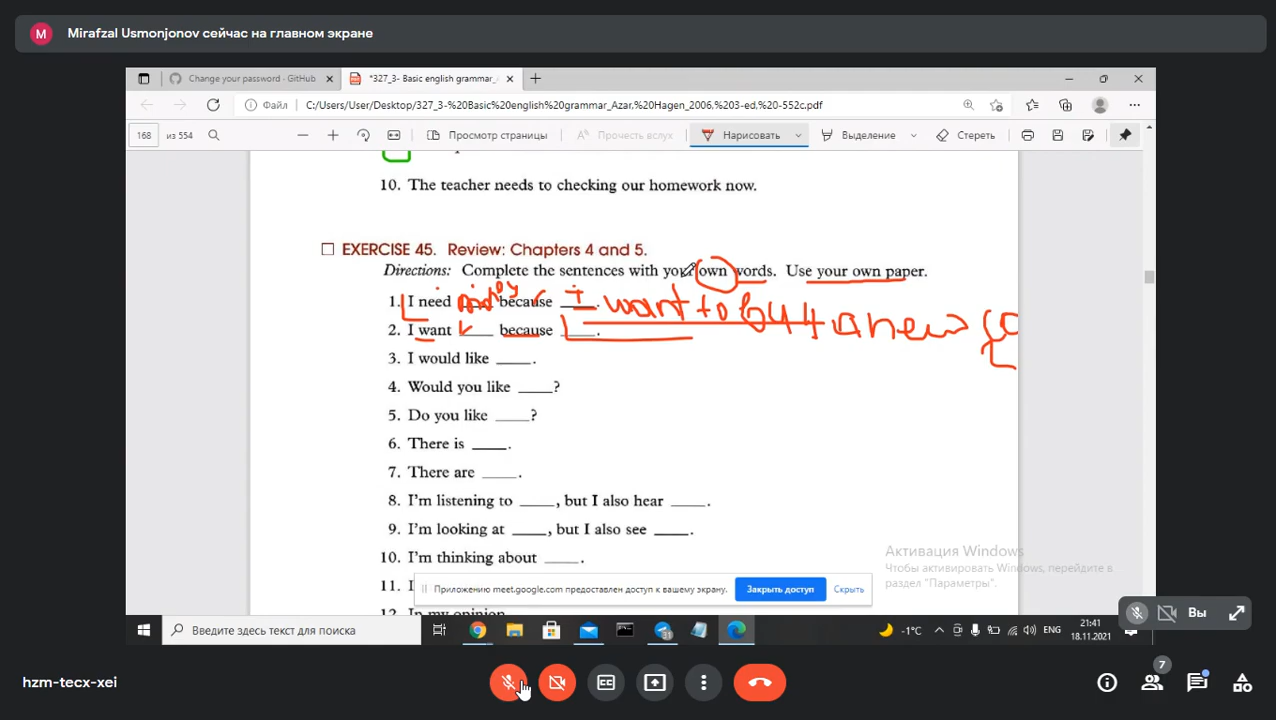 M Mirafzal Usmonjonov сейчас на главном экране
Change your password · GitHub
*327_3- Basic english grammar_
Файл C:/Users/User/Desktop/327_3-%20Basic%20english%20grammar_Azar,%20Hagen_2006.%203-ed,%20-552c.pdf
168 из 554
Просмотр страницы
Прочесть вслух
Нарисовать
Выделение
Стереть
10. The teacher needs to checking our homework now.
EXERCISE 45. Review: Chapters 4 and 5.
Directions: Complete the sentences with your own words. Use your own paper.
1. I need ____ because ____.
I want to buy a new
2. I want ____ because ____.
3. I would like ____.
4. Would you like ____?
5. Do you like ____?
6. There is ____.
7. There are ____.
8. I'm listening to ____, but I also hear ____.
9. I'm looking at ____, but I also see ____.
10. I'm thinking about ____.
11. I
12. In my opinion
Активация Windows
Чтобы активировать Windows, перейдите в
раздел "Параметры".
Приложению meet.google.com предоставлен доступ к вашему экрану.
Закрыть доступ
Скрыть
Вы
Введите здесь текст для поиска
31
-1°C
ENG
21:41
18.11.2021
hzm-tecx-xei
CC
7